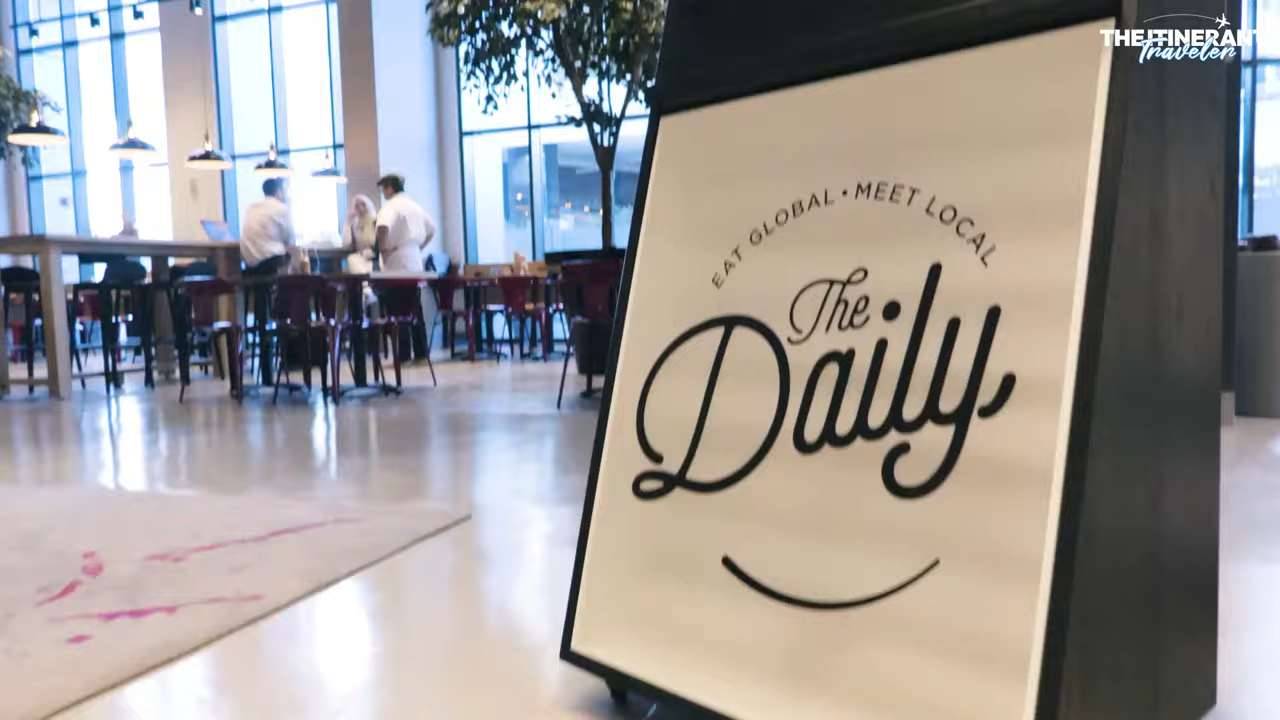 THE ITINERANT
Traveler
EAT GLOBAL • MEET LOCAL
The
Daily